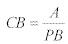 CB = A / PB